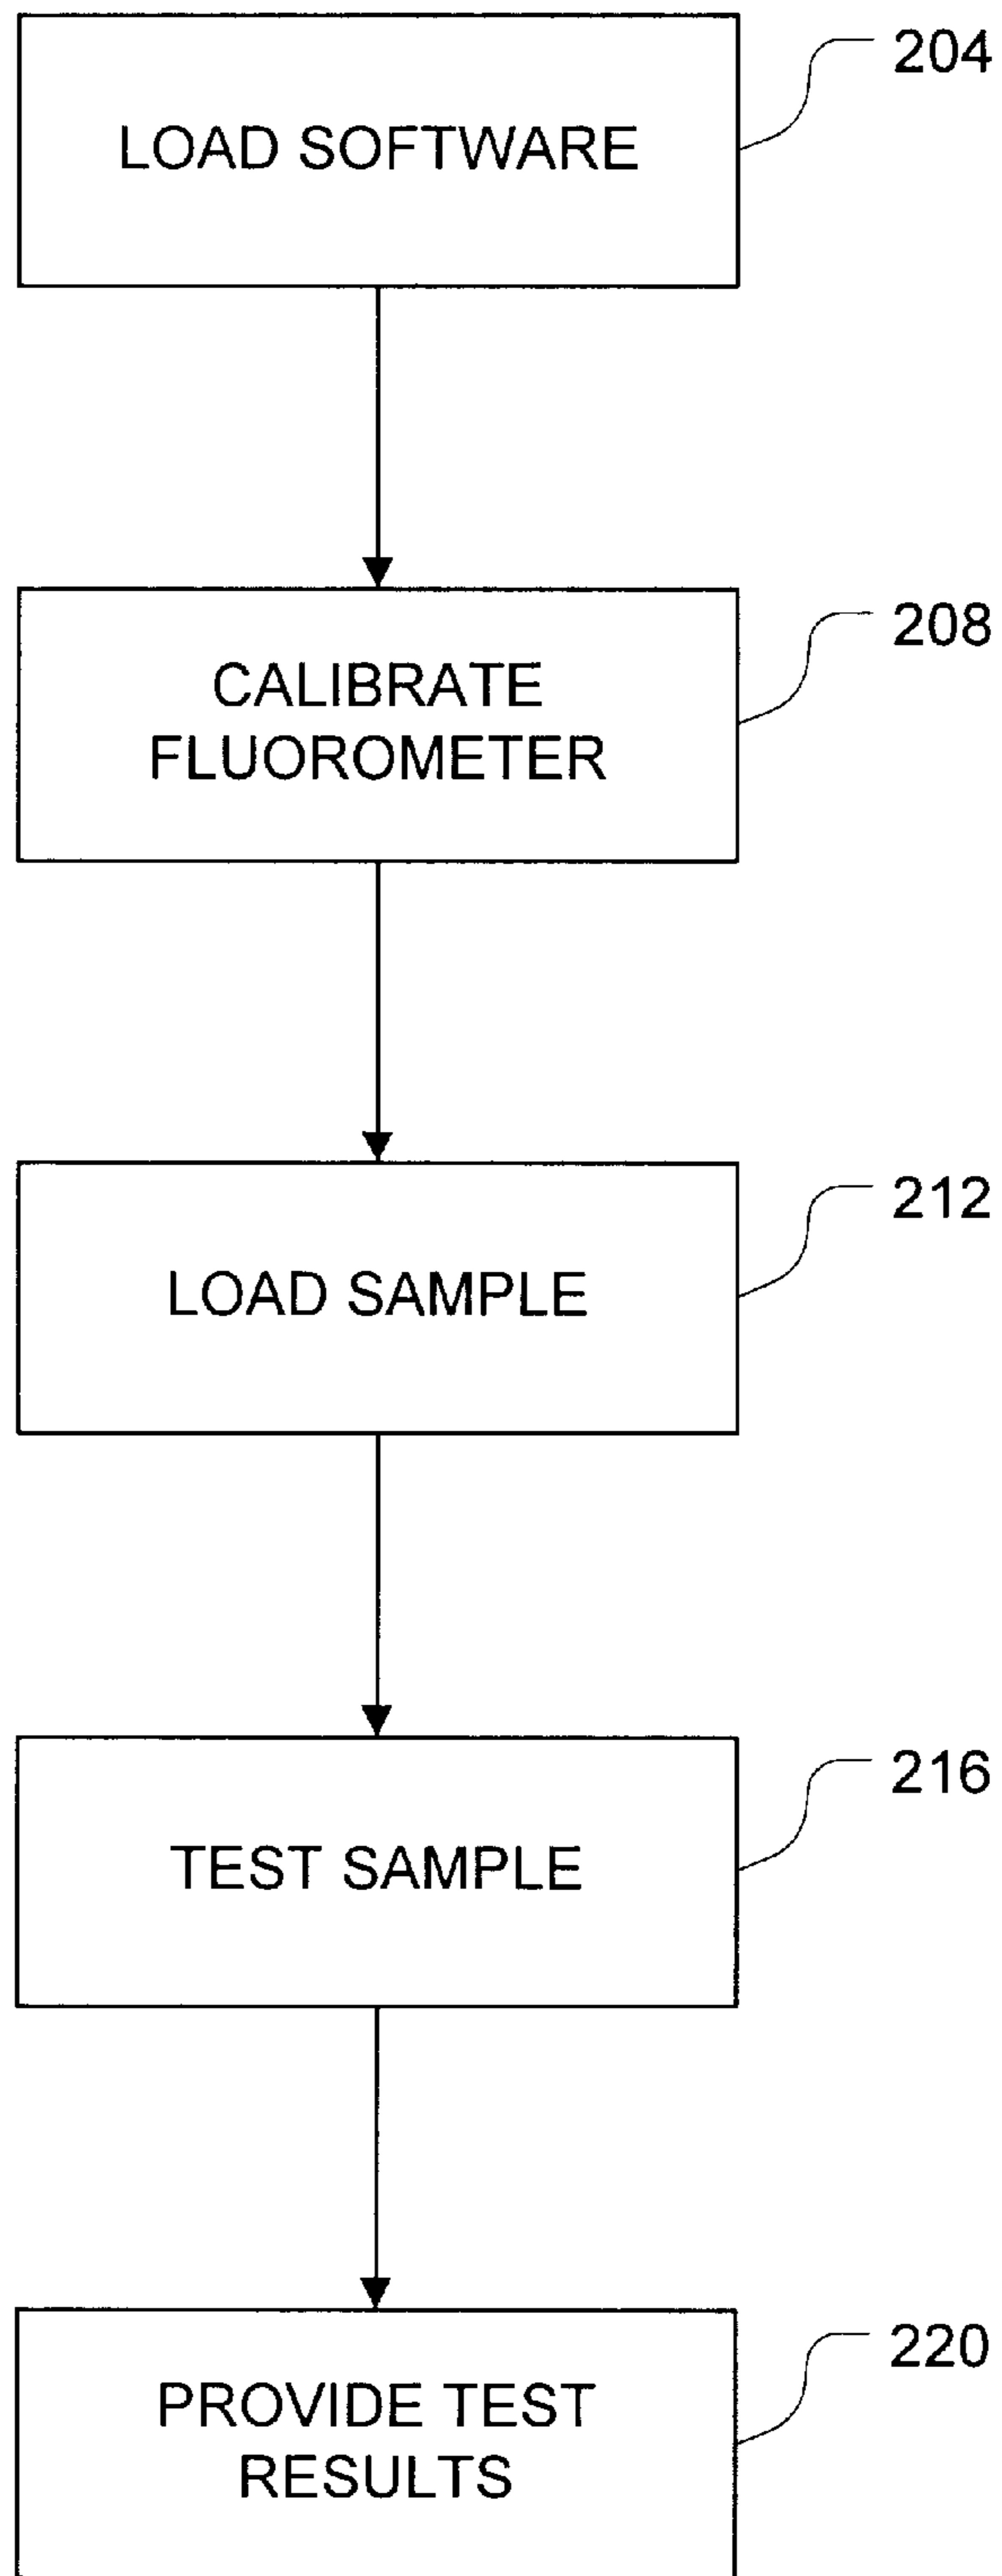 LOAD SOFTWARE
204
CALIBRATE
FLUOROMETER
208
LOAD SAMPLE
212
TEST SAMPLE
216
PROVIDE TEST
RESULTS
220